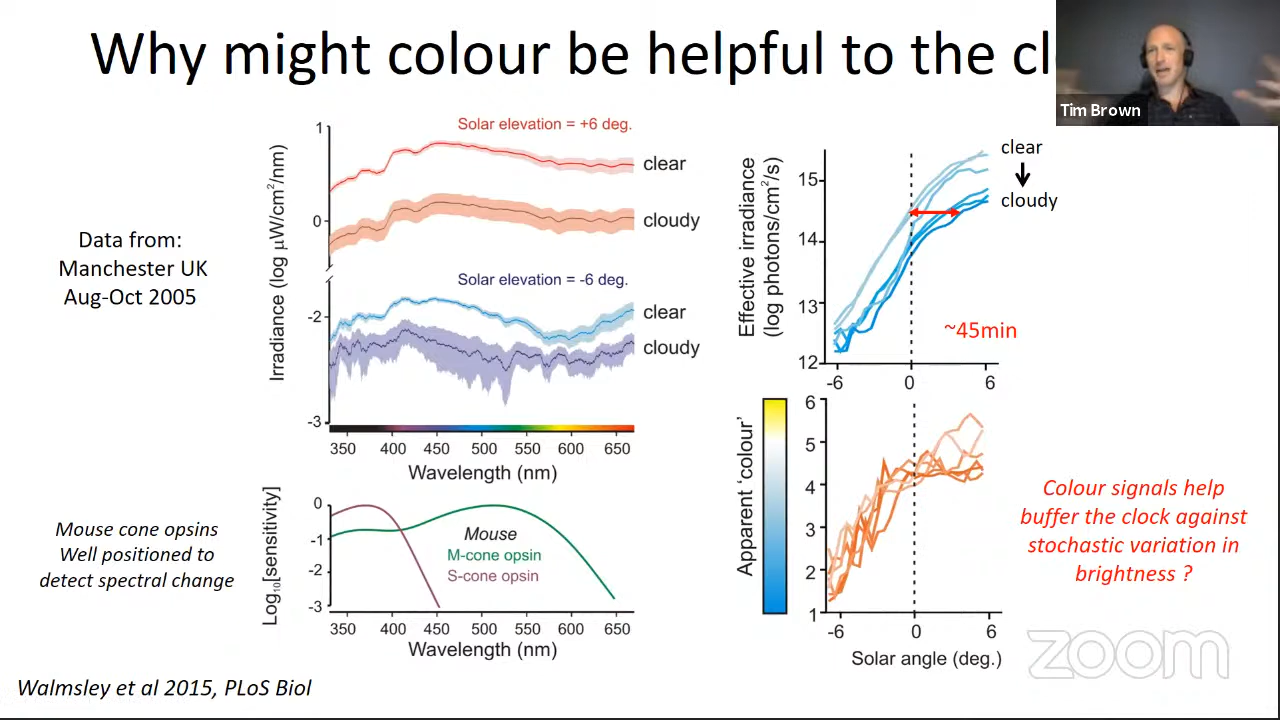 Why might colour be helpful to the cl
Tim Brown
Data from:
Manchester UK
Aug-Oct 2005
Solar elevation = +6 deg.
Irradiance (log µW/cm²/nm)
1
0
clear
cloudy
Solar elevation = -6 deg.
-2
-3
clear
cloudy
350 400 450 500 550 600 650
Wavelength (nm)
Mouse cone opsins
Well positioned to
detect spectral change
Log₁₀[sensitivity]
0
-1
-2
-3
Mouse
M-cone opsin
S-cone opsin
350 400 450 500 550 600 650
Wavelength (nm)
Effective irradiance
(log photons/cm²/s)
15
14
13
12
clear
cloudy
~45min
-6 0 6
Apparent 'colour'
6
5
4
3
2
1
-6 0 6
Solar angle (deg.)
Colour signals help
buffer the clock against
stochastic variation in
brightness ?
zoom
Walmsley et al 2015, PLoS Biol